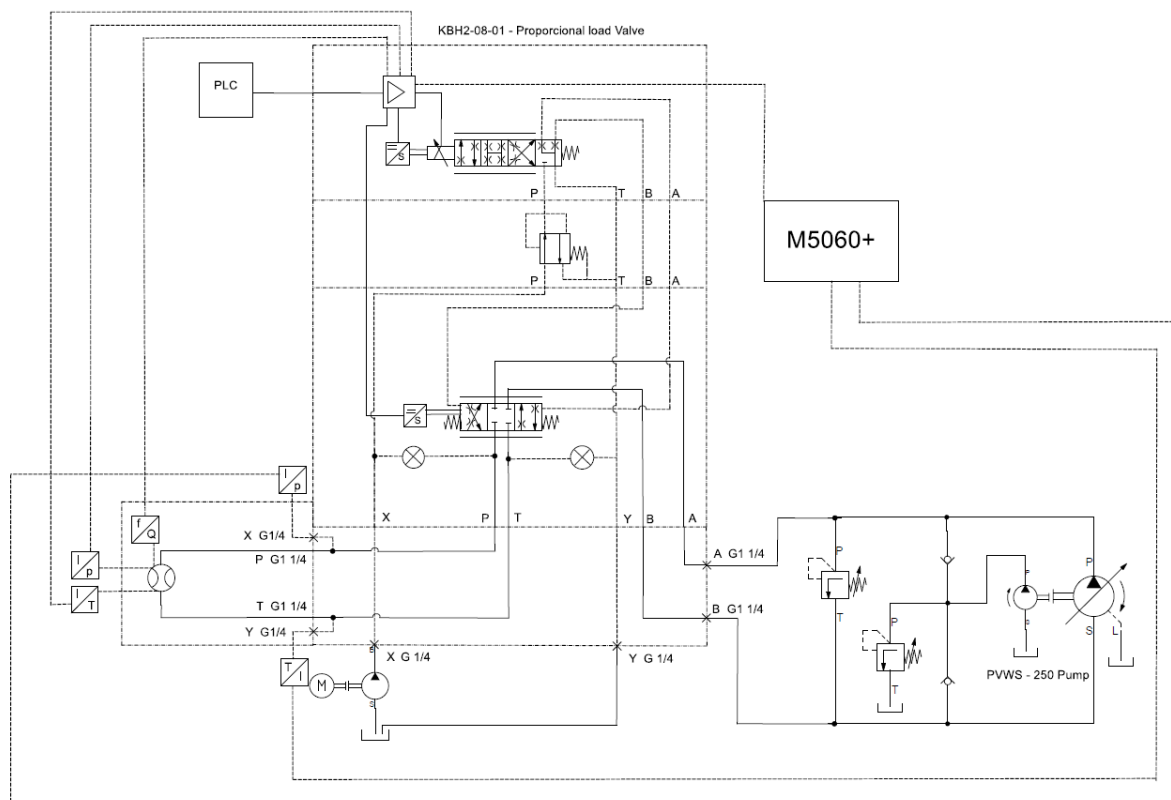 KBH2-08-01 - Proporcional load Valve
PLC
S
P T B A
M5060+
P T B A
S
I
p
X P T Y B A
f
Q
X G1/4
P G1 1/4
A G1 1/4
I
p
I
T
T G1 1/4
B G1 1/4
Y G1/4
X G 1/4
Y G 1/4
T
I
M
S
P
T
P
T
P
S
P
S
L
PVWS - 250 Pump